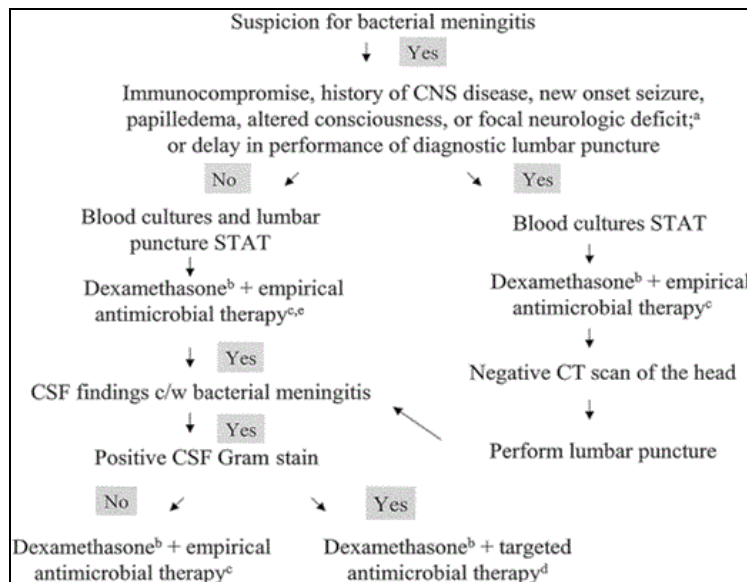 Suspicion for bacterial meningitis
Yes
Immunocompromise, history of CNS disease, new onset seizure,
papilledema, altered consciousness, or focal neurologic deficit;ᵃ
or delay in performance of diagnostic lumbar puncture
No
Yes
Blood cultures and lumbar
puncture STAT
Blood cultures STAT
Dexamethasoneᵇ + empirical
antimicrobial therapyᶜ,ᵉ
Dexamethasoneᵇ + empirical
antimicrobial therapyᶜ
Yes
Negative CT scan of the head
CSF findings c/w bacterial meningitis
Yes
Perform lumbar puncture
Positive CSF Gram stain
No
Yes
Dexamethasoneᵇ + empirical
antimicrobial therapyᶜ
Dexamethasoneᵇ + targeted
antimicrobial therapyᵈ